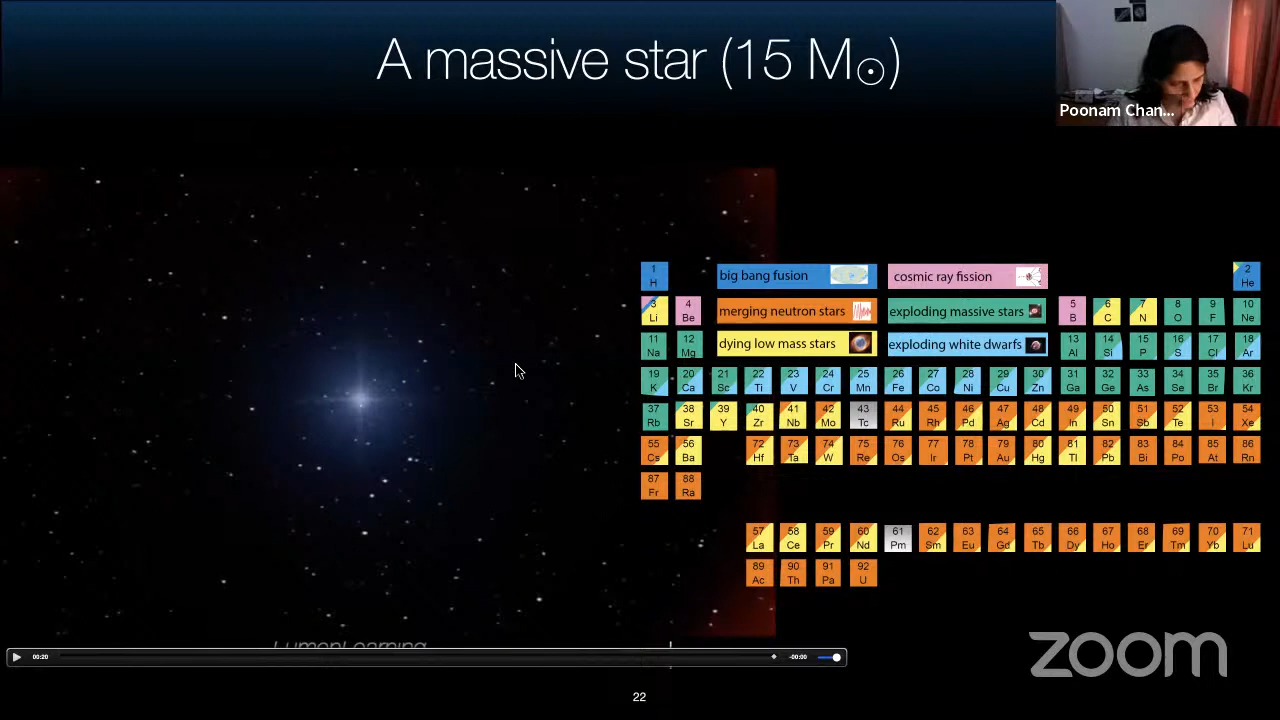 A massive star (15 M☉)
Poonam Chan...
1 H
big bang fusion
cosmic ray fission
2 He
3 Li 4 Be
merging neutron stars
exploding massive stars
5 B 6 C 7 N 8 O 9 F 10 Ne
11 Na 12 Mg
dying low mass stars
exploding white dwarfs
13 Al 14 Si 15 P 16 S 17 Cl 18 Ar
19 K 20 Ca 21 Sc 22 Ti 23 V 24 Cr 25 Mn 26 Fe 27 Co 28 Ni 29 Cu 30 Zn 31 Ga 32 Ge 33 As 34 Se 35 Br 36 Kr
37 Rb 38 Sr 39 Y 40 Zr 41 Nb 42 Mo 43 Tc 44 Ru 45 Rh 46 Pd 47 Ag 48 Cd 49 In 50 Sn 51 Sb 52 Te 53 I 54 Xe
55 Cs 56 Ba 72 Hf 73 Ta 74 W 75 Re 76 Os 77 Ir 78 Pt 79 Au 80 Hg 81 Tl 82 Pb 83 Bi 84 Po 85 At 86 Rn
87 Fr 88 Ra
57 La 58 Ce 59 Pr 60 Nd 61 Pm 62 Sm 63 Eu 64 Gd 65 Tb 66 Dy 67 Ho 68 Er 69 Tm 70 Yb 71 Lu
89 Ac 90 Th 91 Pa 92 U
LumenLearning
00:20
-00:00
zoom
22